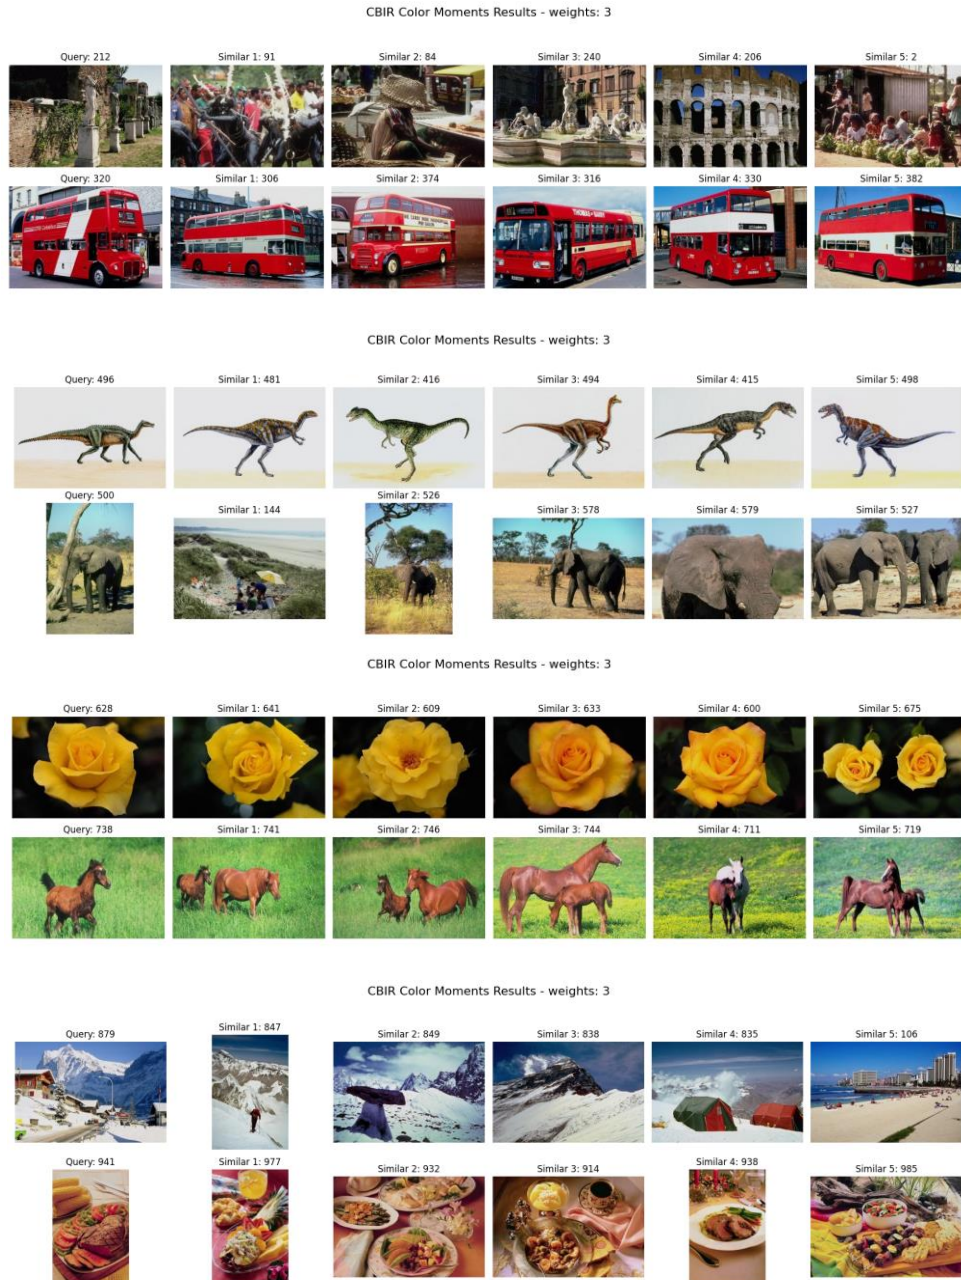 CBIR Color Moments Results - weights: 3
Query: 212 Similar 1: 91 Similar 2: 84 Similar 3: 240 Similar 4: 206 Similar 5: 2
Query: 320 Similar 1: 306 Similar 2: 374 Similar 3: 316 Similar 4: 330 Similar 5: 382
CBIR Color Moments Results - weights: 3
Query: 496 Similar 1: 481 Similar 2: 416 Similar 3: 494 Similar 4: 415 Similar 5: 498
Query: 500 Similar 1: 144 Similar 2: 526 Similar 3: 578 Similar 4: 579 Similar 5: 527
CBIR Color Moments Results - weights: 3
Query: 628 Similar 1: 641 Similar 2: 609 Similar 3: 633 Similar 4: 600 Similar 5: 675
Query: 738 Similar 1: 741 Similar 2: 746 Similar 3: 744 Similar 4: 711 Similar 5: 719
CBIR Color Moments Results - weights: 3
Query: 879 Similar 1: 847 Similar 2: 849 Similar 3: 838 Similar 4: 835 Similar 5: 106
Query: 941 Similar 1: 977 Similar 2: 932 Similar 3: 914 Similar 4: 938 Similar 5: 985